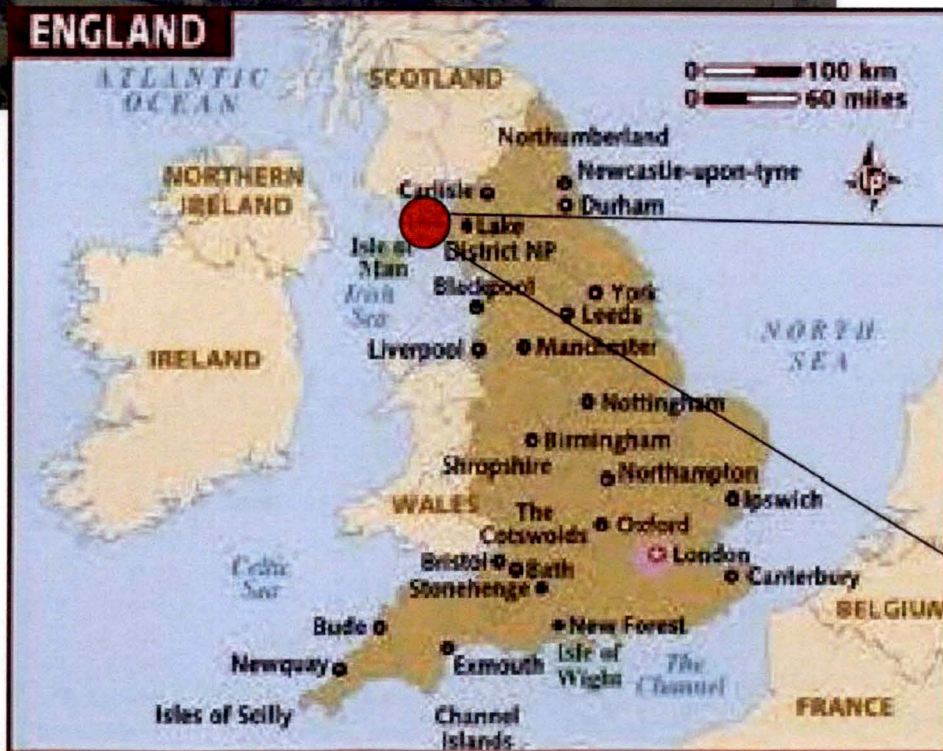 ENGLAND
ATLANTIC
OCEAN
SCOTLAND
0 100 km
0 60 miles
Northumberland
NORTHERN
IRELAND
Carlisle
Newcastle-upon-tyne
Durham
Lake
District NP
Isle of
Man
Blackpool
Irish
Sea
York
Leeds
NORTH
SEA
IRELAND
Liverpool
Manchester
Nottingham
Birmingham
Shropshire
Northampton
WALES
Ipswich
The
Cotswolds
Oxford
Bristol
Bath
London
Celtic
Sea
Stonehenge
Canterbury
BELGIUM
Bude
New Forest
Newquay
Exmouth
Isle of
Wight
The
Channel
Isles of Scilly
Channel
Islands
FRANCE